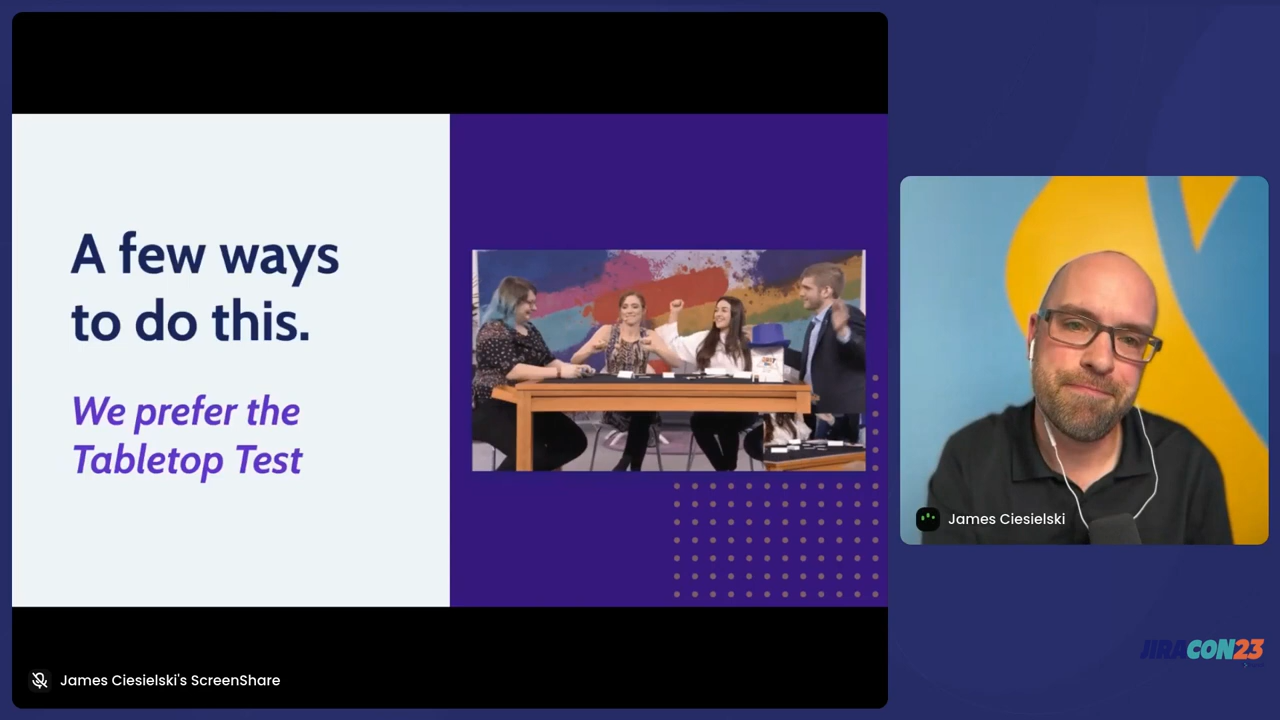 A few ways
to do this.
We prefer the
Tabletop Test
James Ciesielski's ScreenShare
James Ciesielski
JIRACON23